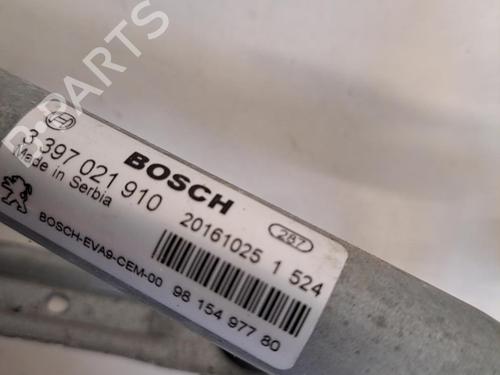 B-PARTS
3 397 021 910
Made in Serbia
BOSCH
20161025 1 524
287
BOSCH-EVA9-CEM-00
98 154 977 80